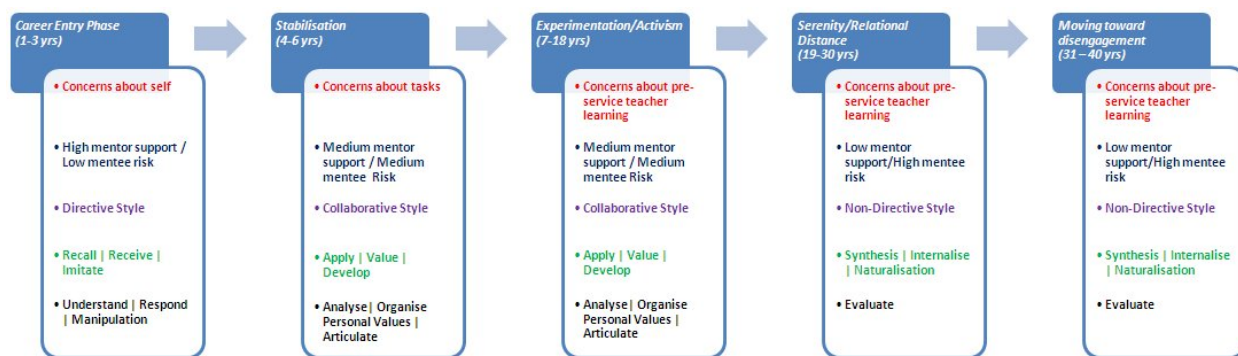 Career Entry Phase
(1-3 yrs)
• Concerns about self
• High mentor support /
Low mentee risk
• Directive Style
• Recall | Receive |
Imitate
• Understand | Respond
| Manipulation
Stabilisation
(4-6 yrs)
• Concerns about tasks
• Medium mentor
support / Medium
mentee Risk
• Collaborative Style
• Apply | Value |
Develop
• Analyse| Organise
Personal Values |
Articulate
Experimentation/Activism
(7-18 yrs)
• Concerns about pre-
service teacher
learning
• Medium mentor
support / Medium
mentee Risk
• Collaborative Style
• Apply | Value |
Develop
• Analyse| Organise
Personal Values |
Articulate
Serenity/Relational
Distance
(19-30 yrs)
• Concerns about pre-
service teacher
learning
• Low mentor
support/High mentee
risk
• Non-Directive Style
• Synthesis | Internalise
| Naturalisation
• Evaluate
Moving toward
disengagement
(31 – 40 yrs)
• Concerns about pre-
service teacher
learning
• Low mentor
support/High mentee
risk
• Non-Directive Style
• Synthesis | Internalise
| Naturalisation
• Evaluate